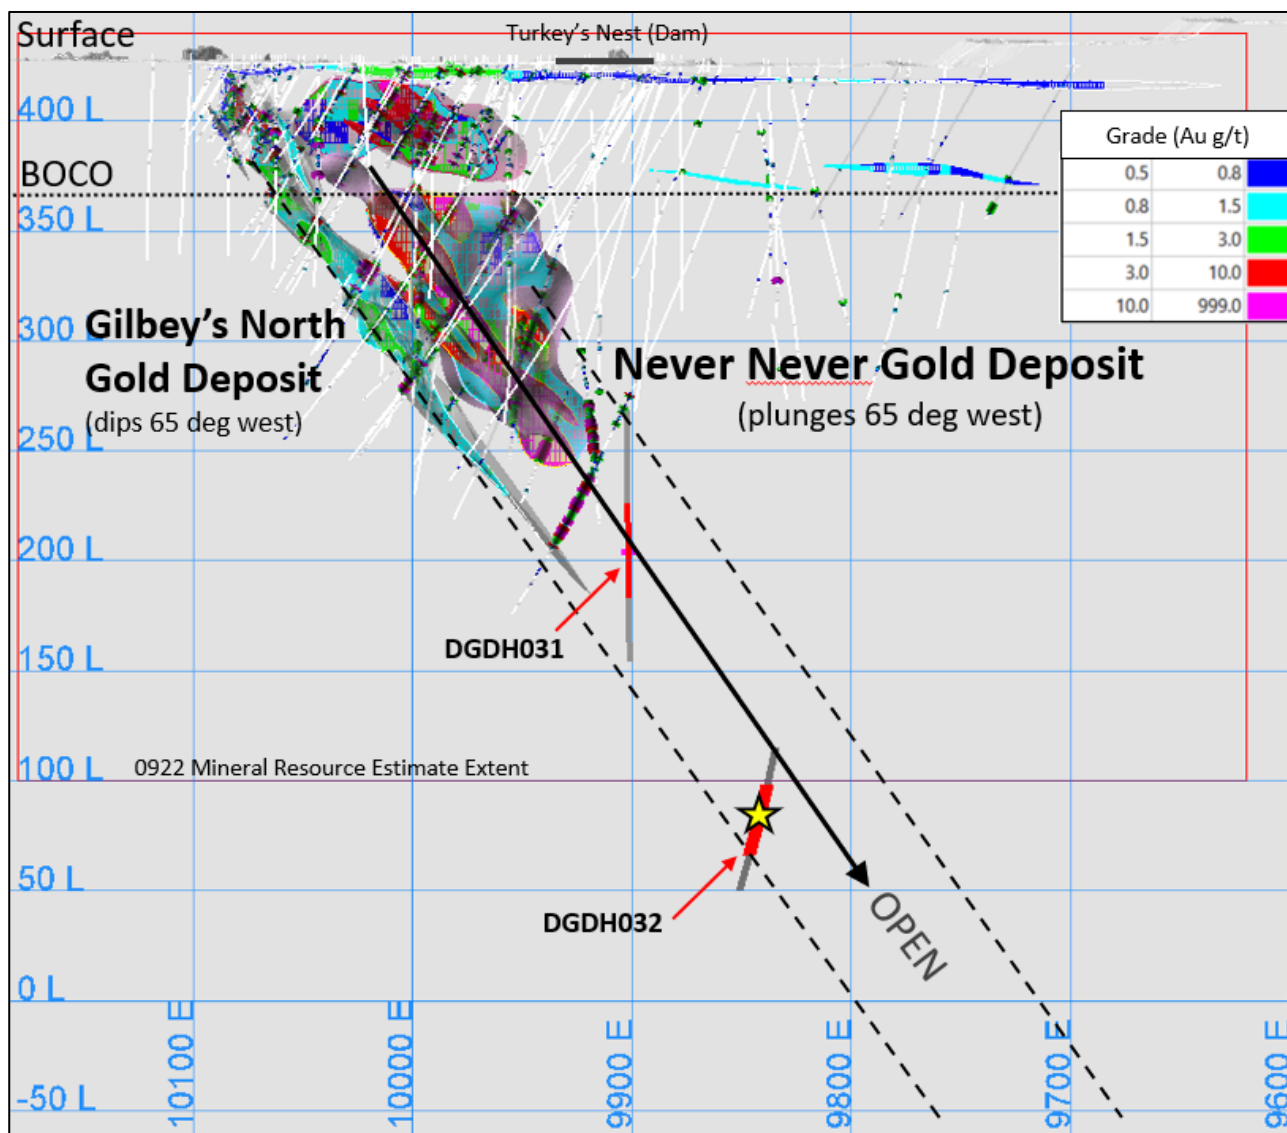 Surface
Turkey's Nest (Dam)
400 L
Grade (Au g/t)
0.5 0.8
0.8 1.5
1.5 3.0
3.0 10.0
10.0 999.0
BOCO
350 L
300 L
Gilbey's North
Gold Deposit
(dips 65 deg west)
Never Never Gold Deposit
(plunges 65 deg west)
250 L
200 L
DGDH031
150 L
0922 Mineral Resource Estimate Extent
100 L
50 L
DGDH032
OPEN
0 L
-50 L
10100 E
10000 E
9900 E
9800 E
9700 E
9600 E